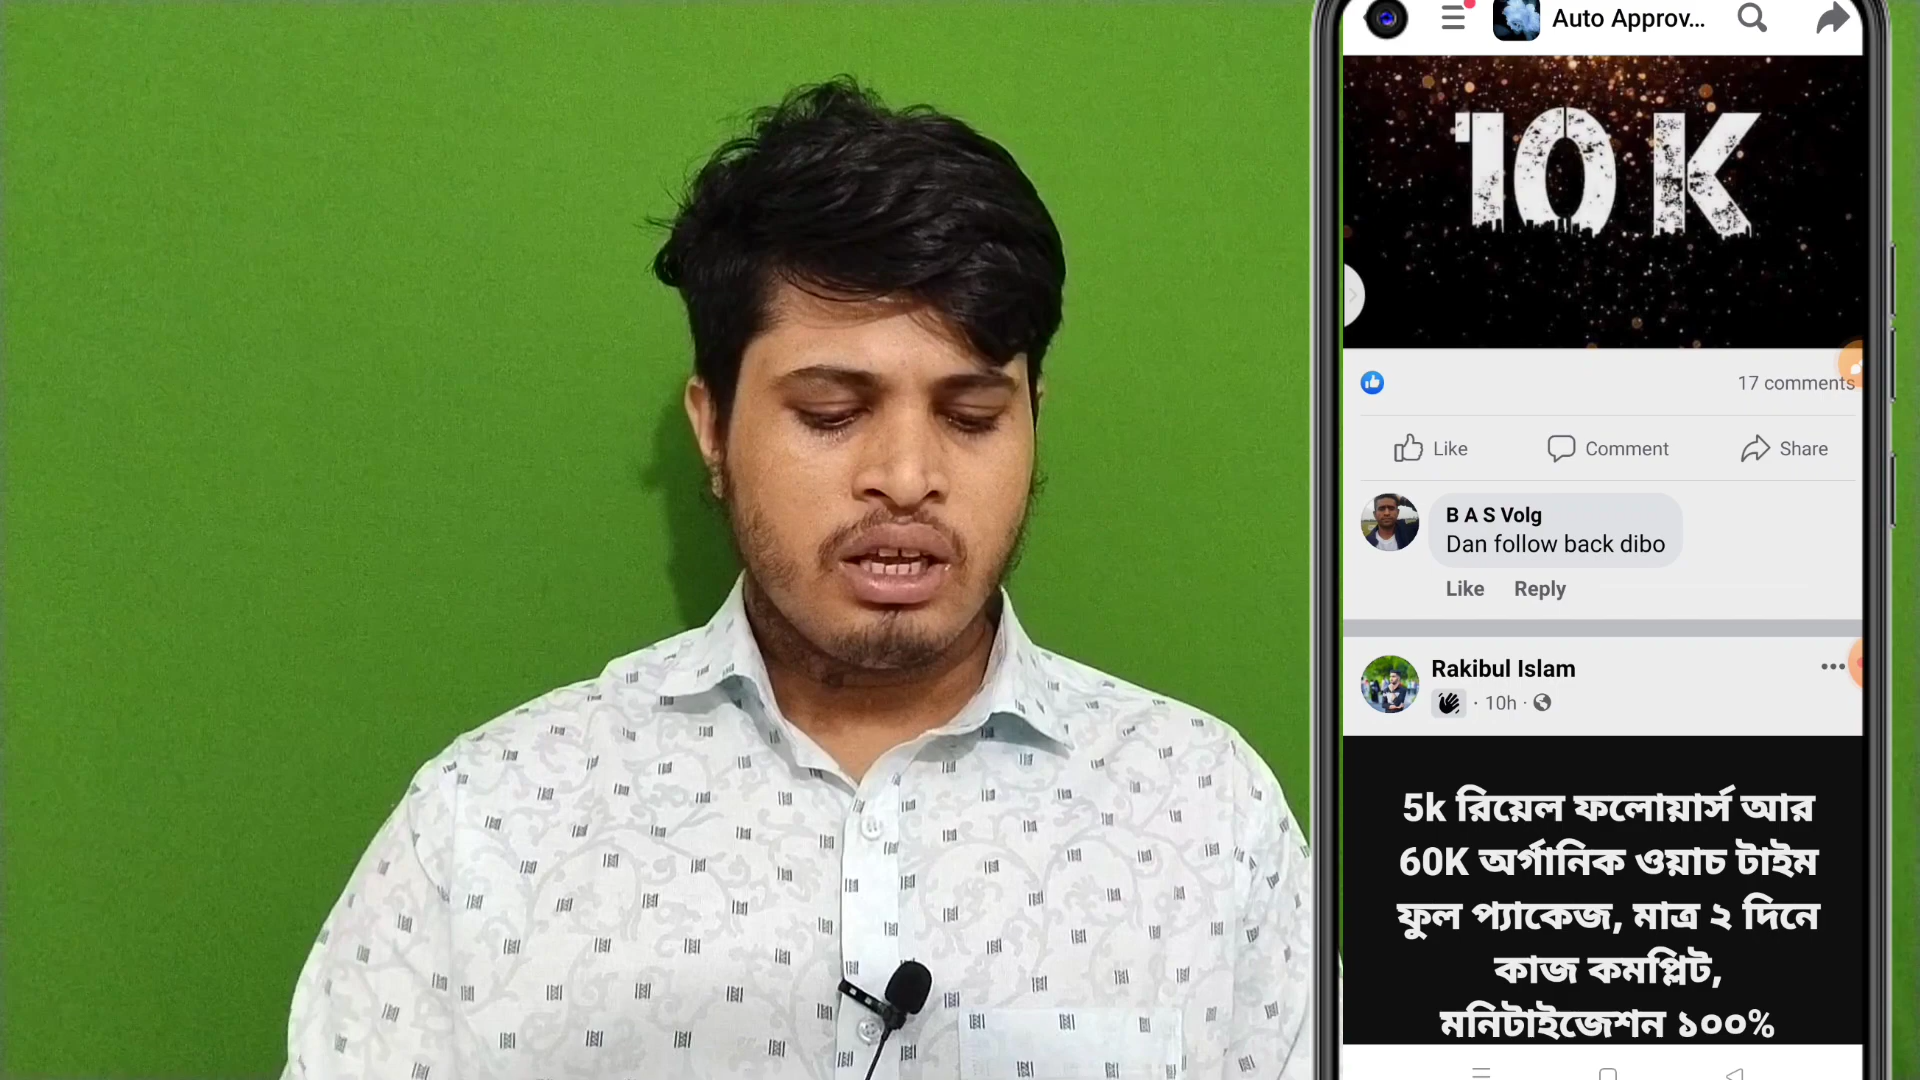 Auto Approv...
10K
17 comments
Like
Comment
Share
B A S Volg
Dan follow back dibo
Like
Reply
Rakibul Islam
· 10h ·
5k রিয়েল ফলোয়ার্স আর
60K অর্গানিক ওয়াচ টাইম
ফুল প্যাকেজ, মাত্র ২ দিনে
কাজ কমপ্লিট,
মনিটাইজেশন ১০০%